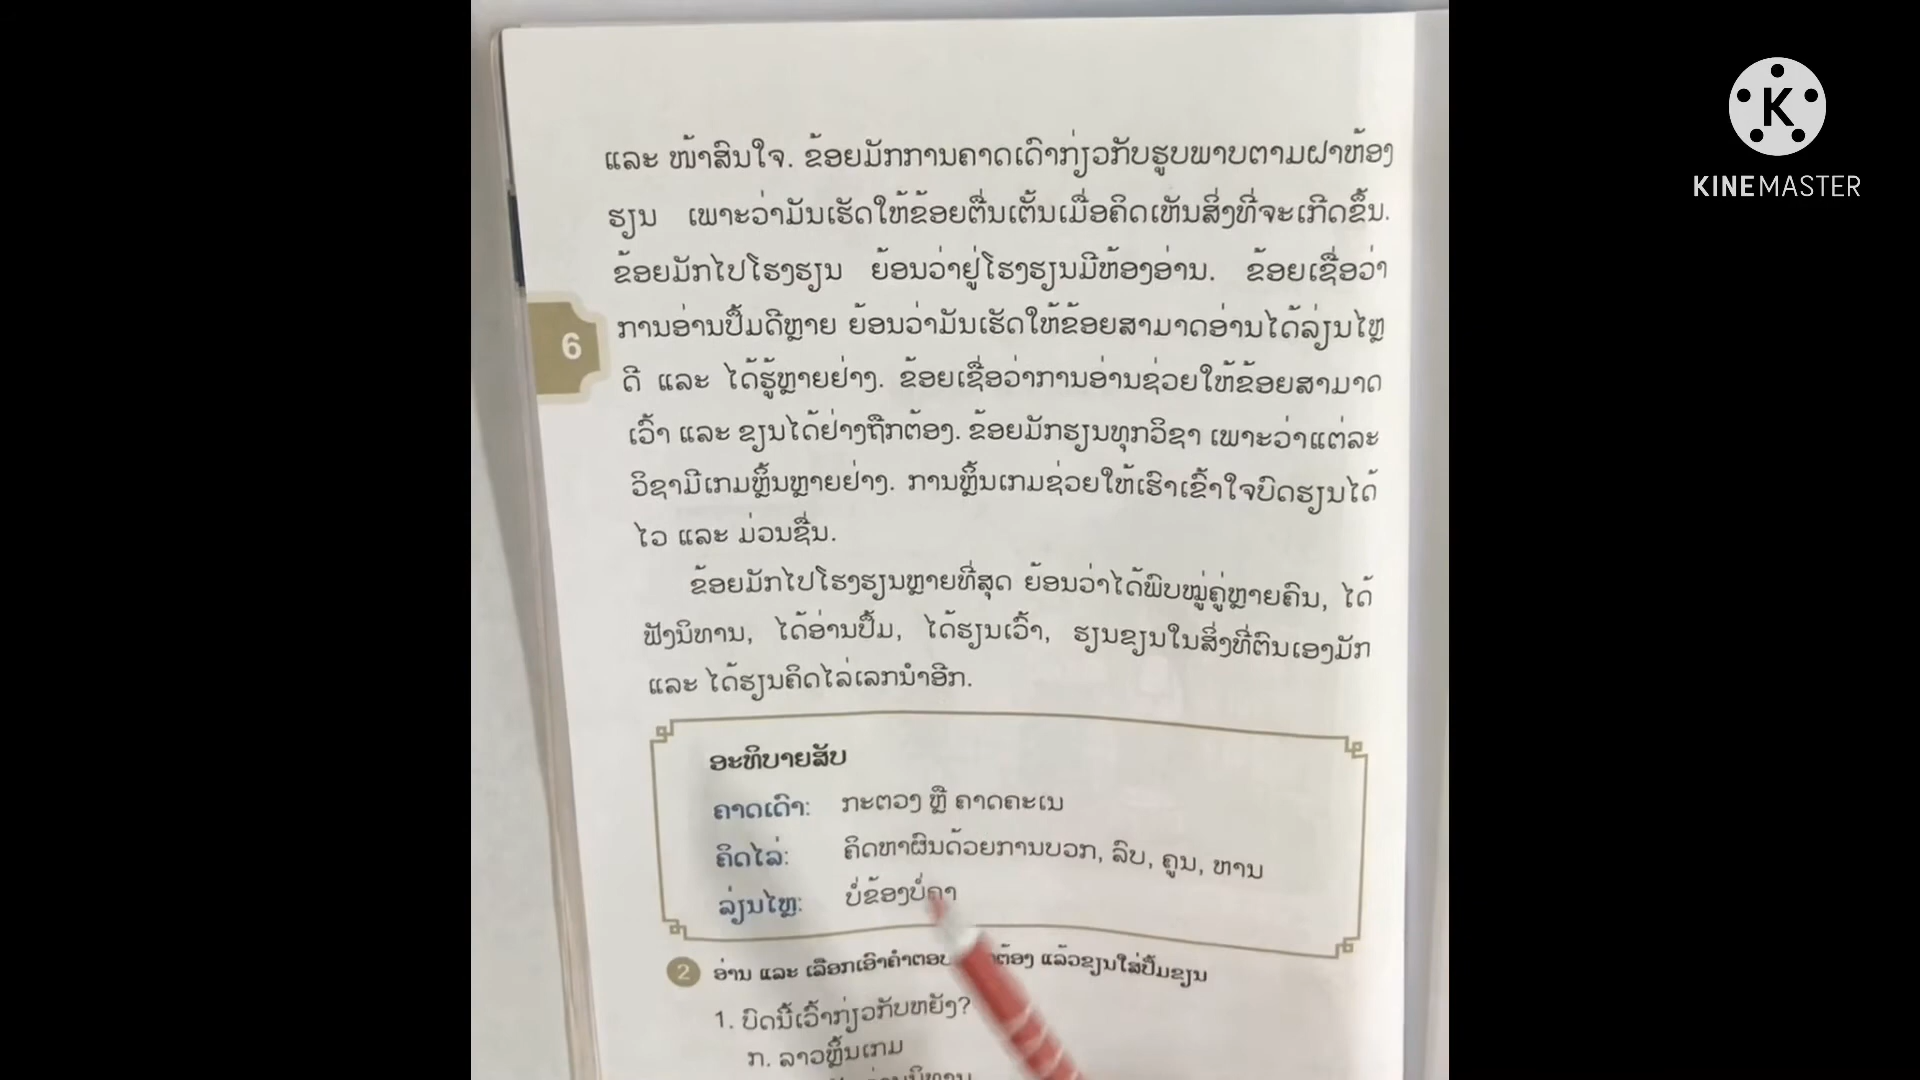 ແລະ ໜ້າສົນໃຈ. ຂ້ອຍມັກການຄາດເດົາກ່ຽວກັບຮູບພາບຕາມຝາຫ້ອງ
ຮຽນ ເພາະວ່າມັນເຮັດໃຫ້ຂ້ອຍຕື່ນເຕັ້ນເມື່ອຄິດເຫັນສິ່ງທີ່ຈະເກີດຂຶ້ນ.
ຂ້ອຍມັກໄປໂຮງຮຽນ ຍ້ອນວ່າຢູ່ໂຮງຮຽນມີຫ້ອງອ່ານ. ຂ້ອຍເຊື່ອວ່າ
ການອ່ານປຶ້ມດີຫຼາຍ ຍ້ອນວ່າມັນເຮັດໃຫ້ຂ້ອຍສາມາດອ່ານໄດ້ລ່ຽນໄຫຼ
ດີ ແລະ ໄດ້ຮູ້ຫຼາຍຢ່າງ. ຂ້ອຍເຊື່ອວ່າການອ່ານຊ່ວຍໃຫ້ຂ້ອຍສາມາດ
ເວົ້າ ແລະ ຂຽນໄດ້ຢ່າງຖືກຕ້ອງ. ຂ້ອຍມັກຮຽນທຸກວິຊາ ເພາະວ່າແຕ່ລະ
ວິຊາມີເກມຫຼິ້ນຫຼາຍຢ່າງ. ການຫຼິ້ນເກມຊ່ວຍໃຫ້ເຮົາເຂົ້າໃຈບົດຮຽນໄດ້
ໄວ ແລະ ມ່ວນຊື່ນ.
ຂ້ອຍມັກໄປໂຮງຮຽນຫຼາຍທີ່ສຸດ ຍ້ອນວ່າໄດ້ພົບໝູ່ຄູ່ຫຼາຍຄົນ, ໄດ້
ຟັງນິທານ, ໄດ້ອ່ານປຶ້ມ, ໄດ້ຮຽນເວົ້າ, ຮຽນຂຽນໃນສິ່ງທີ່ຕົນເອງມັກ
ແລະ ໄດ້ຮຽນຄິດໄລ່ເລກນຳອີກ.
6
ອະທິບາຍສັບ
ຄາດເດົາ: ກະຕວງ ຫຼື ຄາດຄະເນ
ຄິດໄລ່: ຄິດຫາຜົນດ້ວຍການບວກ, ລົບ, ຄູນ, ຫານ
ລ່ຽນໄຫຼ: ບໍ່ຂ້ອງບໍ່ຄາ
2 ອ່ານ ແລະ ເລືອກເອົາຄຳຕອບ ແລ້ວຂຽນໃສ່ປຶ້ມຂຽນ
1. ບົດນີ້ເວົ້າກ່ຽວກັບຫຍັງ?
ກ. ລາວຫຼິ້ນເກມ
KINEMASTER